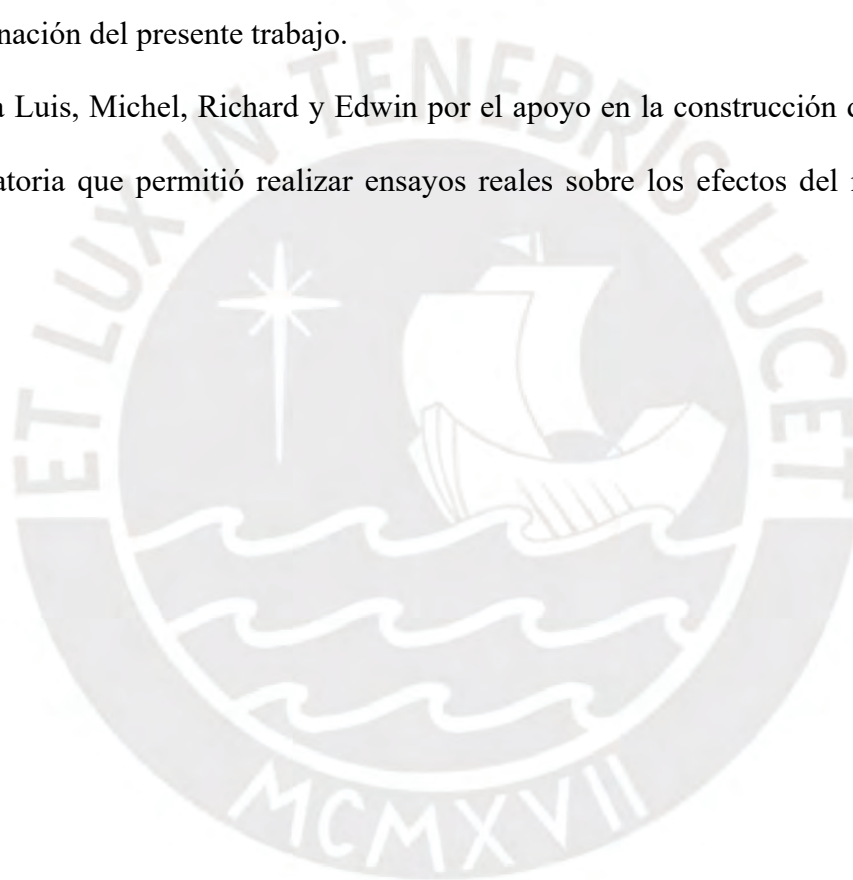 nación del presente trabajo.
a Luis, Michel, Richard y Edwin por el apoyo en la construcción
atoria que permitió realizar ensayos reales sobre los efectos del
ET LUX IN TENEBRIS LUCET
MCMXVII